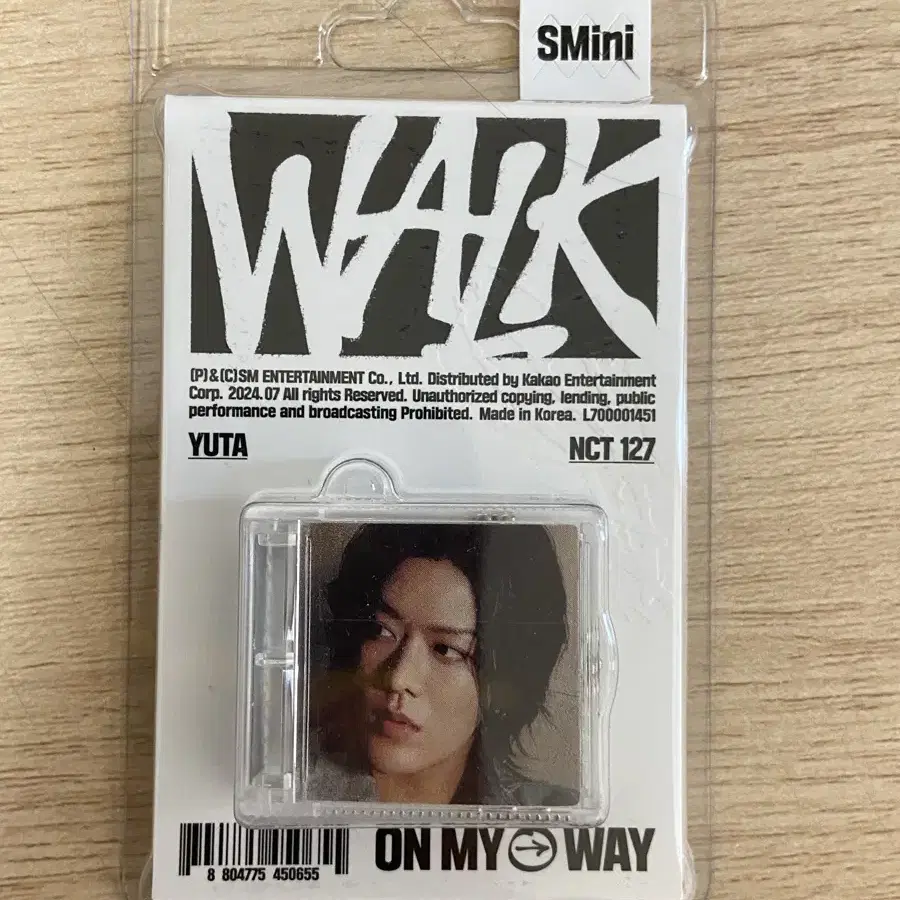 SMini
WALK
(P)&(C)SM ENTERTAINMENT Co., Ltd. Distributed by Kakao Entertainment
Corp. 2024.07 All rights Reserved. Unauthorized copying, lending, public
performance and broadcasting Prohibited. Made in Korea. L700001451
YUTA NCT 127
8 804775 450655
ON MY WAY